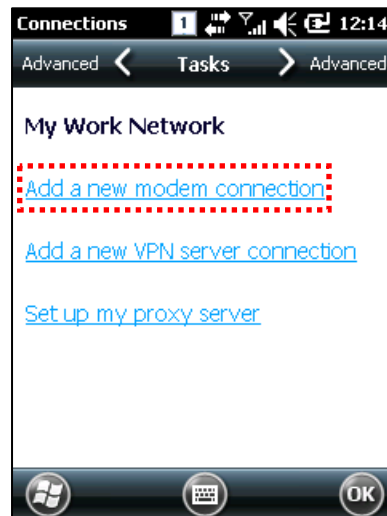 Connections 1 12:14
Advanced Tasks Advanced
My Work Network
Add a new modem connection
Add a new VPN server connection
Set up my proxy server
OK